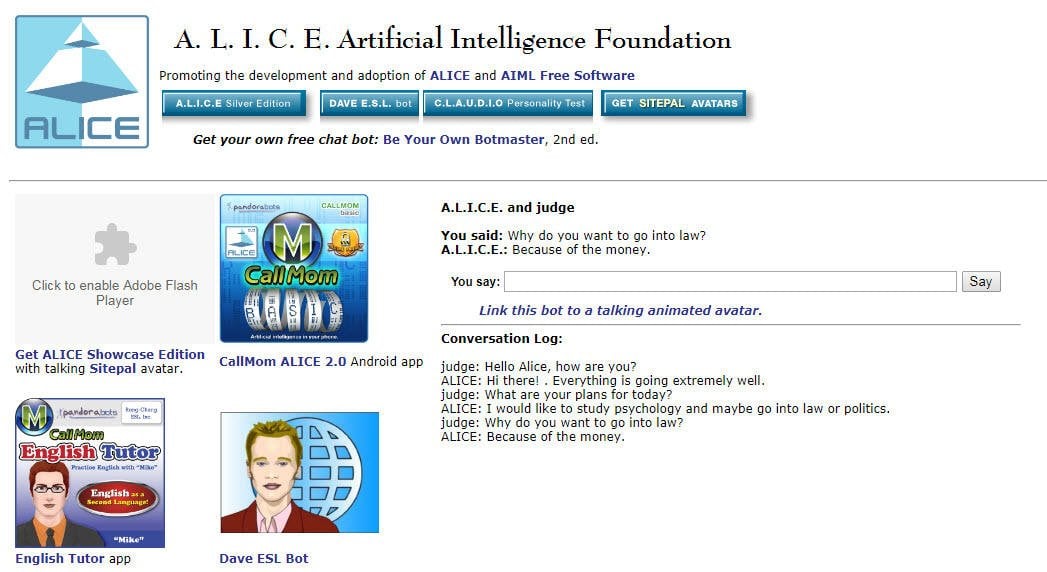 ALICE
A. L. I. C. E. Artificial Intelligence Foundation
Promoting the development and adoption of ALICE and AIML Free Software
A.L.I.C.E Silver Edition
DAVE E.S.L. bot
C.L.A.U.D.I.O Personality Test
GET SITEPAL AVATARS
Get your own free chat bot: Be Your Own Botmaster, 2nd ed.
Click to enable Adobe Flash
Player
Get ALICE Showcase Edition
with talking Sitepal avatar.
pandorabots
CALLMOM
basic
ALICE
M
Call Mom
BASIC
Artificial intelligence in your phone.
CallMom ALICE 2.0 Android app
M
pandorabots
Rong-Chang
ESL Inc.
Call Mom
English Tutor
Practice English with "Mike"
English as a
Second Language!
"Mike"
English Tutor app
Dave ESL Bot
A.L.I.C.E. and judge
You said: Why do you want to go into law?
A.L.I.C.E.: Because of the money.
You say:
Say
Link this bot to a talking animated avatar.
Conversation Log:
judge: Hello Alice, how are you?
ALICE: Hi there! . Everything is going extremely well.
judge: What are your plans for today?
ALICE: I would like to study psychology and maybe go into law or politics.
judge: Why do you want to go into law?
ALICE: Because of the money.